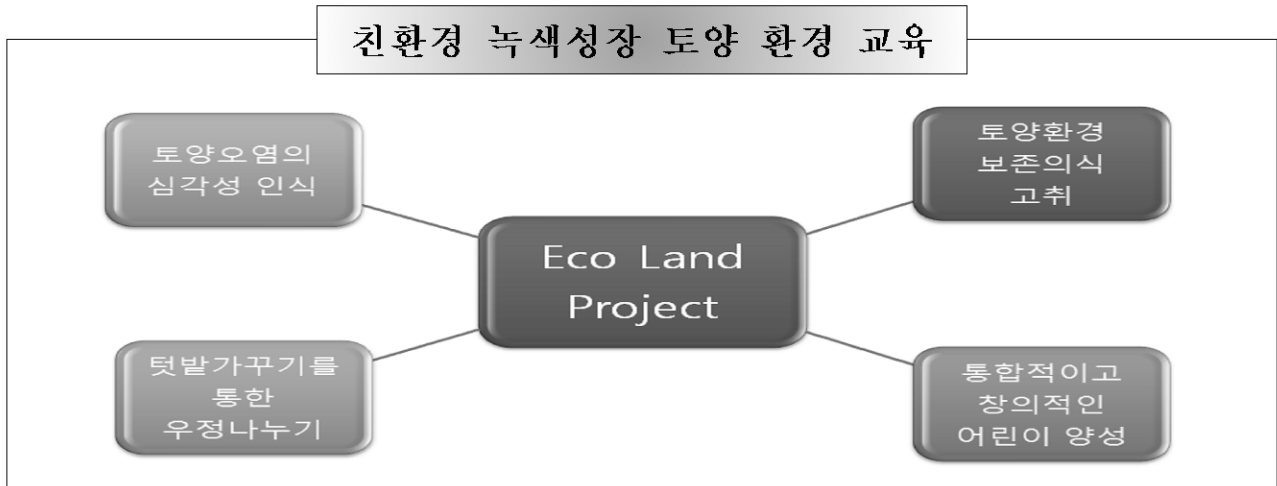 친환경 녹색성장 토양 환경 교육
토양오염의
심각성 인식
토양환경
보존의식
고취
Eco Land
Project
텃밭가꾸기를
통한
우정나누기
통합적이고
창의적인
어린이 양성